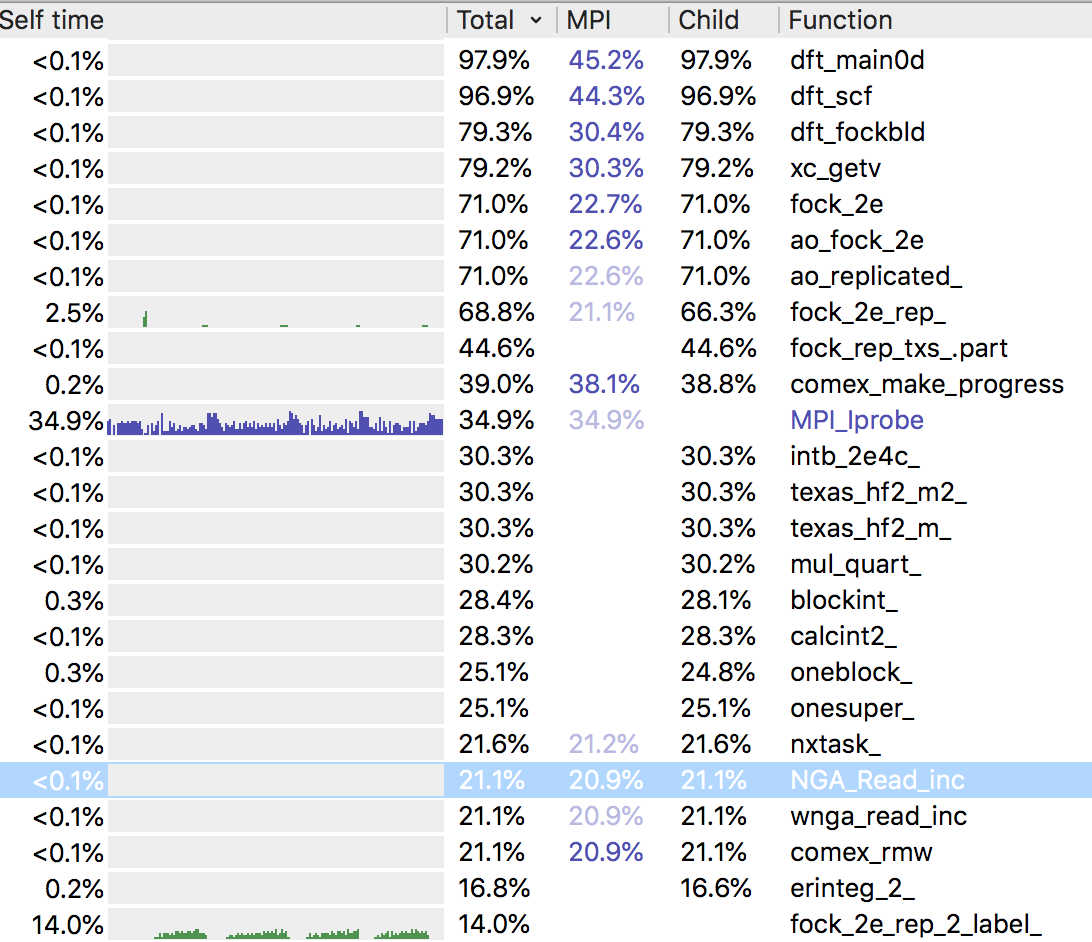 Self time Total MPI Child Function
<0.1% 97.9% 45.2% 97.9% dft_main0d
<0.1% 96.9% 44.3% 96.9% dft_scf
<0.1% 79.3% 30.4% 79.3% dft_fockbld
<0.1% 79.2% 30.3% 79.2% xc_getv
<0.1% 71.0% 22.7% 71.0% fock_2e
<0.1% 71.0% 22.6% 71.0% ao_fock_2e
<0.1% 71.0% 22.6% 71.0% ao_replicated_
2.5% 68.8% 21.1% 66.3% fock_2e_rep_
<0.1% 44.6% 44.6% fock_rep_txs_.part
0.2% 39.0% 38.1% 38.8% comex_make_progress
34.9% 34.9% 34.9% MPI_Iprobe
<0.1% 30.3% 30.3% intb_2e4c_
<0.1% 30.3% 30.3% texas_hf2_m2_
<0.1% 30.3% 30.3% texas_hf2_m_
<0.1% 30.2% 30.2% mul_quart_
0.3% 28.4% 28.1% blockint_
<0.1% 28.3% 28.3% calcint2_
0.3% 25.1% 24.8% oneblock_
<0.1% 25.1% 25.1% onesuper_
<0.1% 21.6% 21.2% 21.6% nxtask_
<0.1% 21.1% 20.9% 21.1% NGA_Read_inc
<0.1% 21.1% 20.9% 21.1% wnga_read_inc
<0.1% 21.1% 20.9% 21.1% comex_rmw
0.2% 16.8% 16.6% erinteg_2_
14.0% 14.0% fock_2e_rep_2_label_